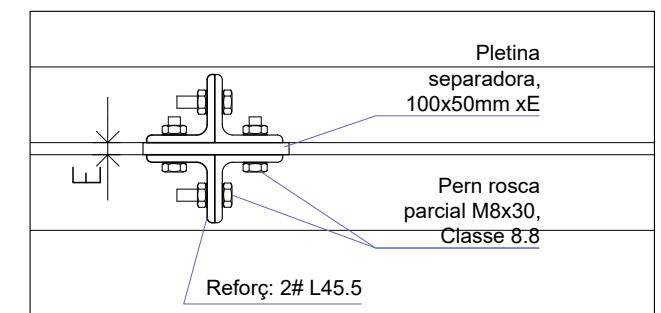 Pletina
separadora,
100x50mm xE
E
Pern rosca
parcial M8x30,
Classe 8.8
Reforç: 2# L45.5